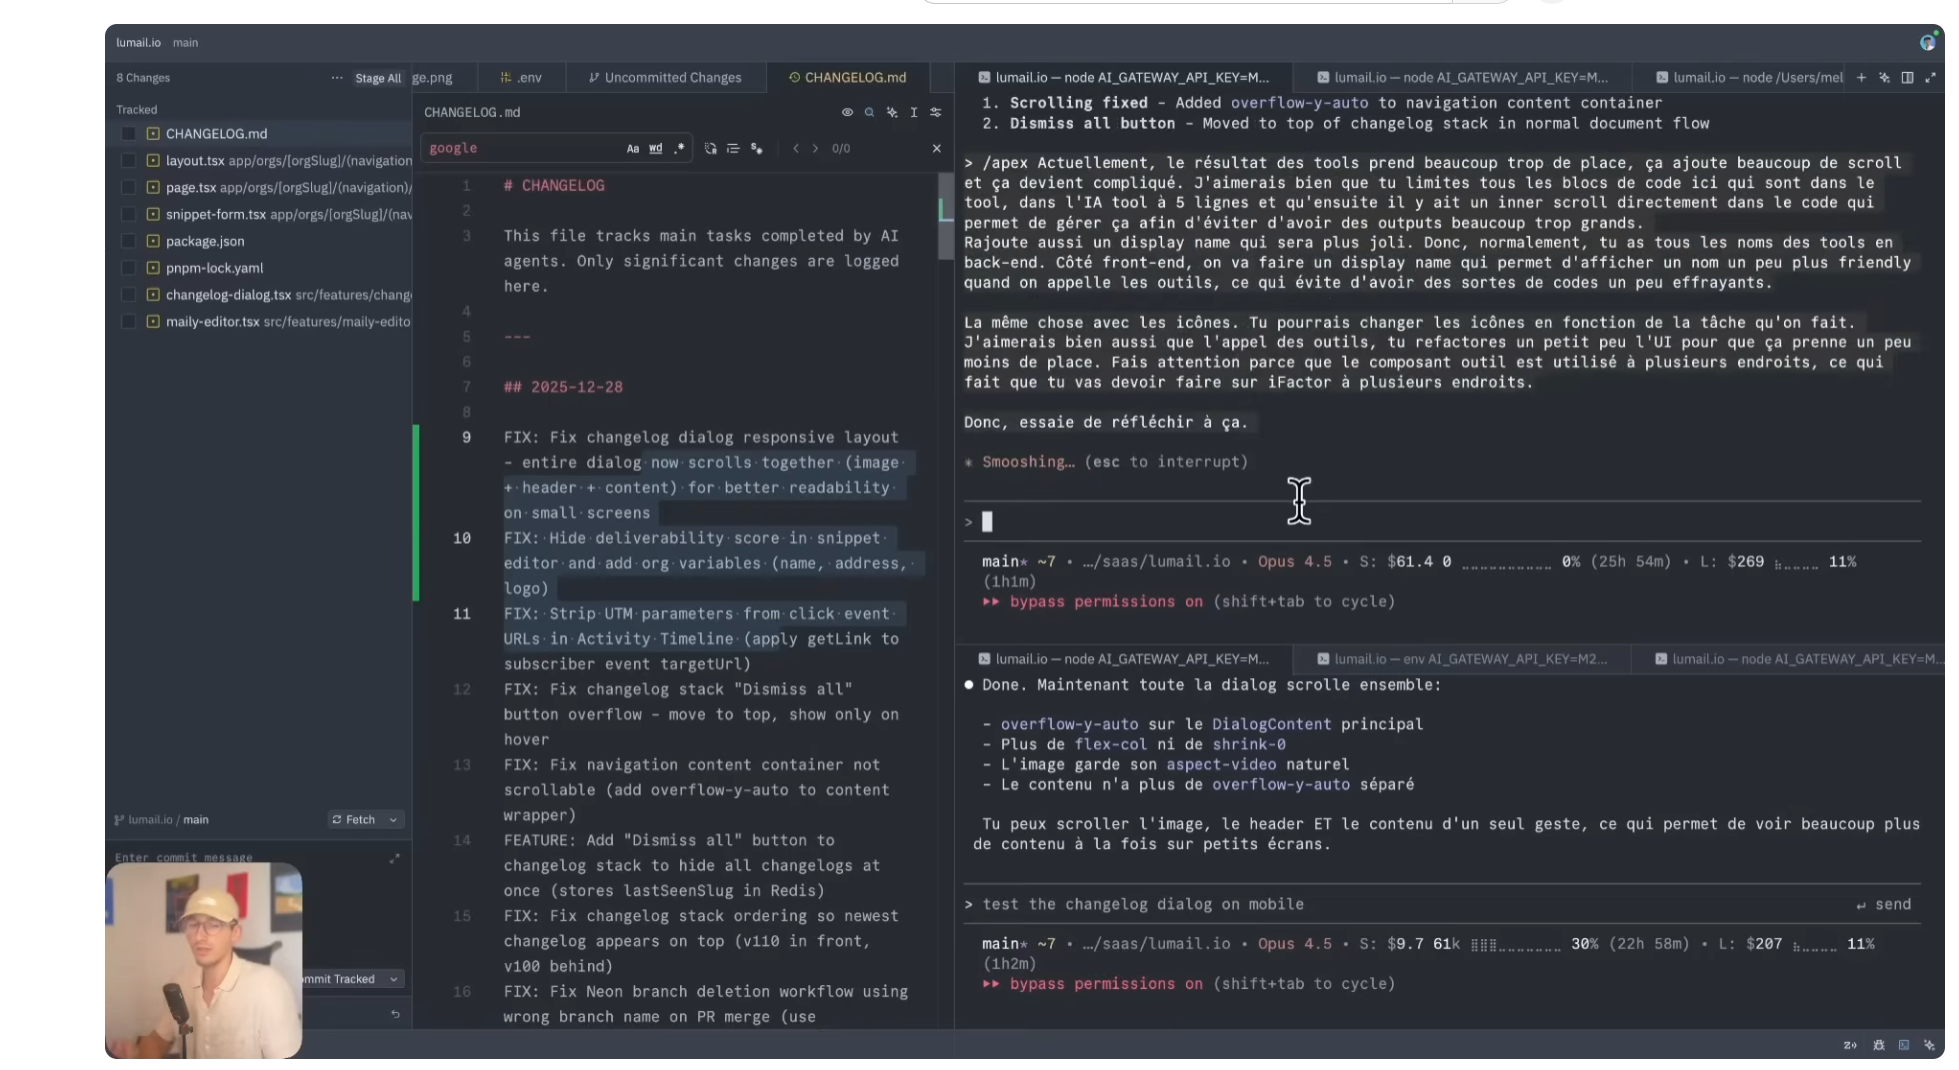 lumail.io main
8 Changes ... Stage All
Tracked
CHANGELOG.md
layout.tsx app/orgs/[orgSlug]/(navigation
page.tsx app/orgs/[orgSlug]/(navigation)/
snippet-form.tsx app/orgs/[orgSlug]/(nav
package.json
pnpm-lock.yaml
changelog-dialog.tsx src/features/change
maily-editor.tsx src/features/maily-edito
lumail.io / main
Fetch
Enter commit message
mmit Tracked
ge.png
.env
Uncommitted Changes
CHANGELOG.md
CHANGELOG.md
google Aa wd .* 0/0
1 # CHANGELOG
2
3 This file tracks main tasks completed by AI
agents. Only significant changes are logged
here.
4
5 ---
6
7 ## 2025-12-28
8
9 FIX: Fix changelog dialog responsive layout
- entire dialog now scrolls together (image
+ header + content) for better readability
on small screens
10 FIX: Hide deliverability score in snippet
editor and add org variables (name, address,
logo)
11 FIX: Strip UTM parameters from click event
URLs in Activity Timeline (apply getLink to
subscriber event targetUrl)
12 FIX: Fix changelog stack "Dismiss all"
button overflow - move to top, show only on
hover
13 FIX: Fix navigation content container not
scrollable (add overflow-y-auto to content
wrapper)
14 FEATURE: Add "Dismiss all" button to
changelog stack to hide all changelogs at
once (stores lastSeenSlug in Redis)
15 FIX: Fix changelog stack ordering so newest
changelog appears on top (v110 in front,
v100 behind)
16 FIX: Fix Neon branch deletion workflow using
wrong branch name on PR merge (use
lumail.io — node AI_GATEWAY_API_KEY=M...
lumail.io — node AI_GATEWAY_API_KEY=M...
lumail.io — node /Users/mel
1. Scrolling fixed - Added overflow-y-auto to navigation content container
2. Dismiss all button - Moved to top of changelog stack in normal document flow
> /apex Actuellement, le résultat des tools prend beaucoup trop de place, ça ajoute beaucoup de scroll
et ça devient compliqué. J'aimerais bien que tu limites tous les blocs de code ici qui sont dans le
tool, dans l'IA tool à 5 lignes et qu'ensuite il y ait un inner scroll directement dans le code qui
permet de gérer ça afin d'éviter d'avoir des outputs beaucoup trop grands.
Rajoute aussi un display name qui sera plus joli. Donc, normalement, tu as tous les noms des tools en
back-end. Côté front-end, on va faire un display name qui permet d'afficher un nom un peu plus friendly
quand on appelle les outils, ce qui évite d'avoir des sortes de codes un peu effrayants.
La même chose avec les icônes. Tu pourrais changer les icônes en fonction de la tâche qu'on fait.
J'aimerais bien aussi que l'appel des outils, tu refactores un petit peu l'UI pour que ça prenne un peu
moins de place. Fais attention parce que le composant outil est utilisé à plusieurs endroits, ce qui
fait que tu vas devoir faire sur iFactor à plusieurs endroits.
Donc, essaie de réfléchir à ça.
* Smooshing… (esc to interrupt)
>
main* ~7 • …/saas/lumail.io • Opus 4.5 • S: $61.4 0 0% (25h 54m) • L: $269 11%
(1h1m)
▸▸ bypass permissions on (shift+tab to cycle)
lumail.io — node AI_GATEWAY_API_KEY=M...
lumail.io — env AI_GATEWAY_API_KEY=M2...
lumail.io — node AI_GATEWAY_API_KEY=M...
● Done. Maintenant toute la dialog scrolle ensemble:
- overflow-y-auto sur le DialogContent principal
- Plus de flex-col ni de shrink-0
- L'image garde son aspect-video naturel
- Le contenu n'a plus de overflow-y-auto séparé
Tu peux scroller l'image, le header ET le contenu d'un seul geste, ce qui permet de voir beaucoup plus
de contenu à la fois sur petits écrans.
> test the changelog dialog on mobile ↵ send
main* ~7 • …/saas/lumail.io • Opus 4.5 • S: $9.7 61k 30% (22h 58m) • L: $207 11%
(1h2m)
▸▸ bypass permissions on (shift+tab to cycle)